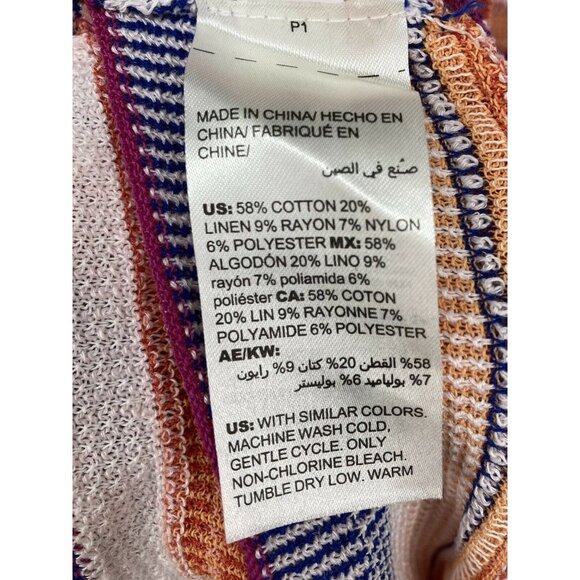 P1
MADE IN CHINA/ HECHO EN
CHINA/ FABRIQUÉ EN
CHINE/
صنع في الصين
US: 58% COTTON 20%
LINEN 9% RAYON 7% NYLON
6% POLYESTER MX: 58%
ALGODÓN 20% LINO 9%
rayón 7% poliamida 6%
poliéster CA: 58% COTON
20% LIN 9% RAYONNE 7%
POLYAMIDE 6% POLYESTER
AE/KW:
58% القطن 20% كتان 9% رايون
7% بولياميد 6% بوليستر
US: WITH SIMILAR COLORS.
MACHINE WASH COLD,
GENTLE CYCLE. ONLY
NON-CHLORINE BLEACH.
TUMBLE DRY LOW. WARM